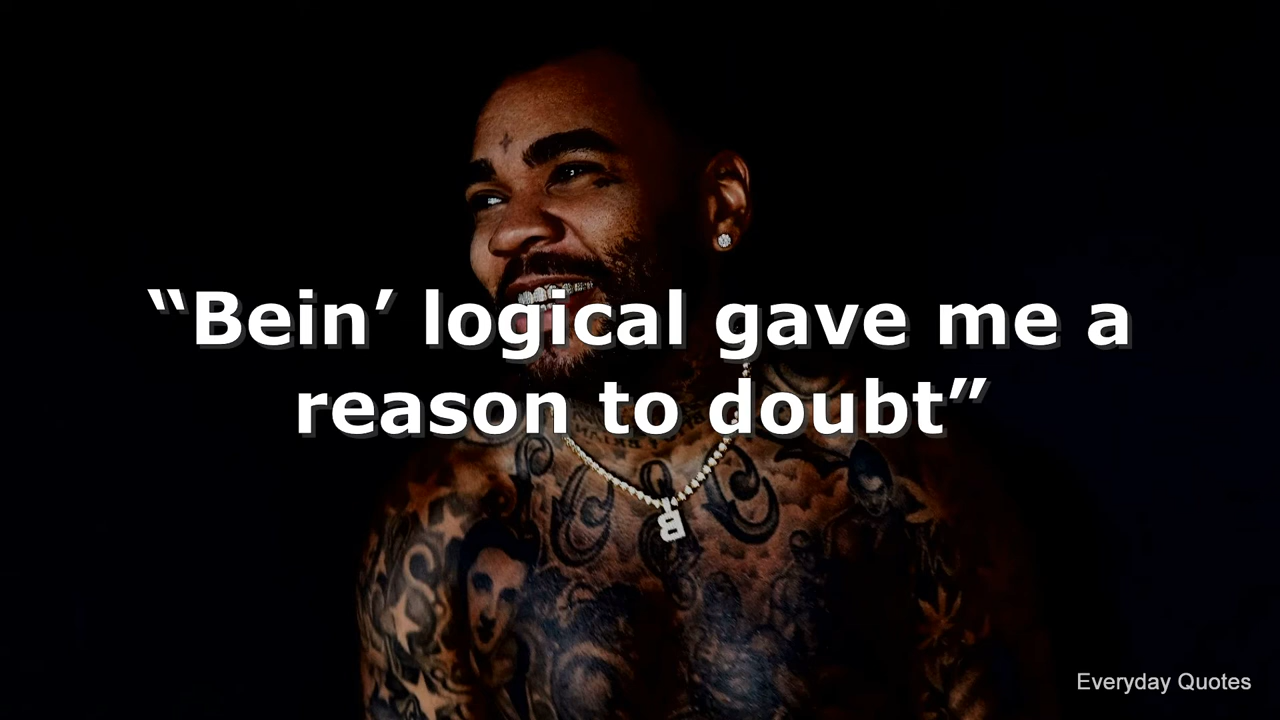 “Bein’ logical gave me a
reason to doubt”
Everyday Quotes